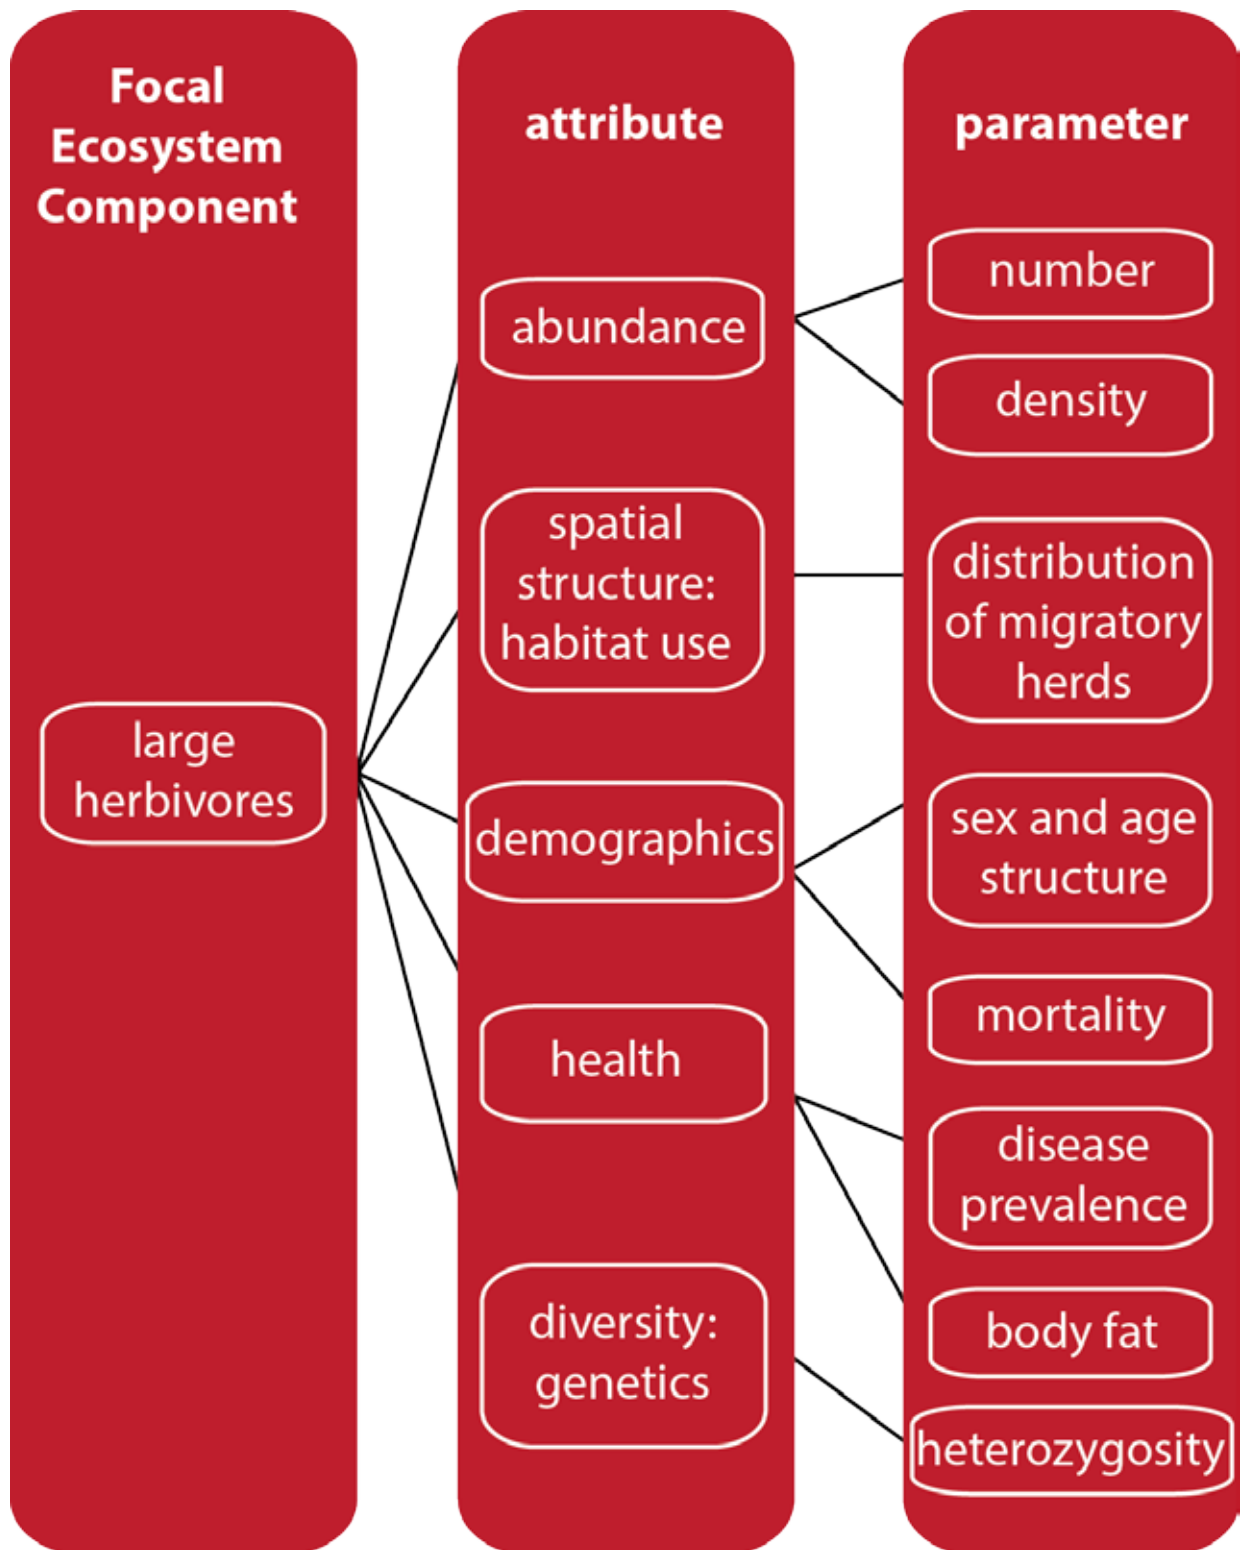 Focal
Ecosystem
Component
large
herbivores
attribute
abundance
spatial
structure:
habitat use
demographics
health
diversity:
genetics
parameter
number
density
distribution
of migratory
herds
sex and age
structure
mortality
disease
prevalence
body fat
heterozygosity